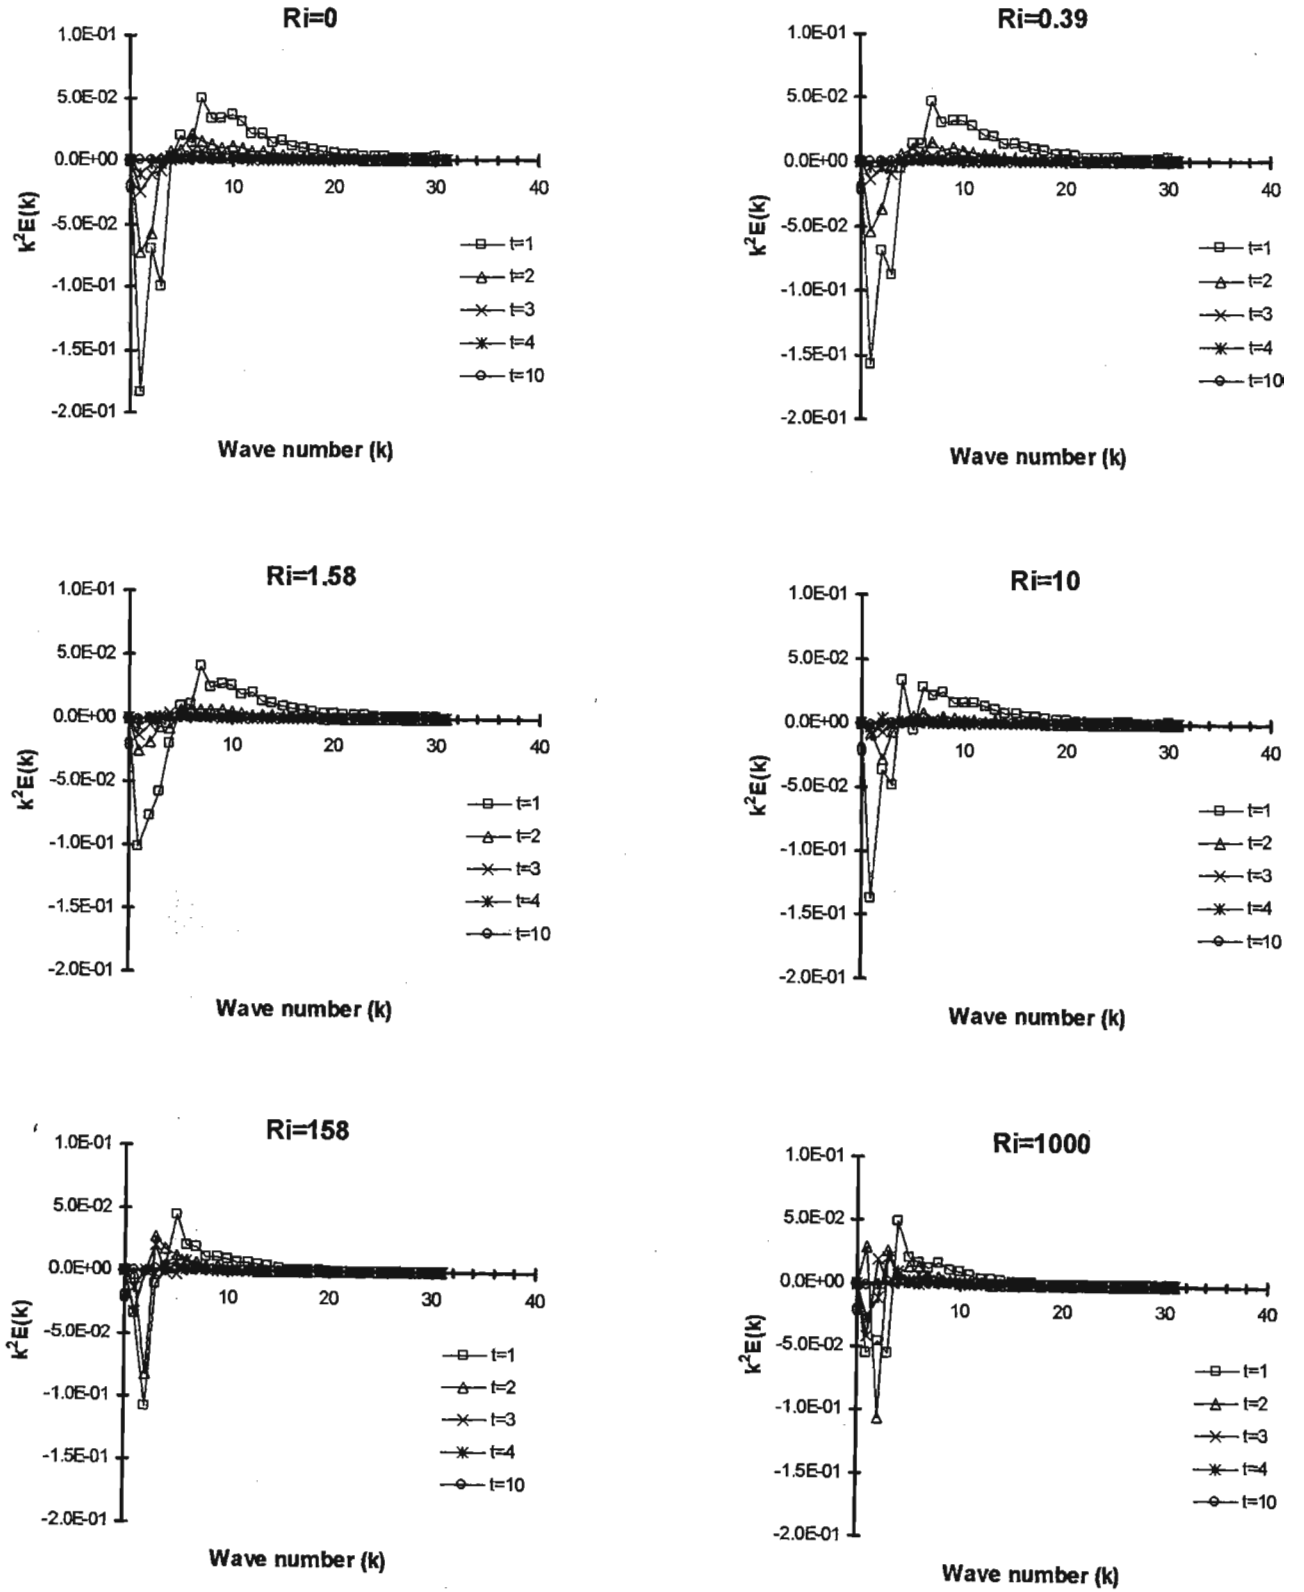 Ri=0
1.0E-01
5.0E-02
0.0E+00
-5.0E-02
-1.0E-01
-1.5E-01
-2.0E-01
10
20
30
40
k²E(k)
t=1
t=2
t=3
t=4
t=10
Wave number (k)
Ri=0.39
1.0E-01
5.0E-02
0.0E+00
-5.0E-02
-1.0E-01
-1.5E-01
-2.0E-01
10
20
30
40
k²E(k)
t=1
t=2
t=3
t=4
t=10
Wave number (k)
Ri=1.58
1.0E-01
5.0E-02
0.0E+00
-5.0E-02
-1.0E-01
-1.5E-01
-2.0E-01
10
20
30
40
k²E(k)
t=1
t=2
t=3
t=4
t=10
Wave number (k)
Ri=10
1.0E-01
5.0E-02
0.0E+00
-5.0E-02
-1.0E-01
-1.5E-01
-2.0E-01
10
20
30
40
k²E(k)
t=1
t=2
t=3
t=4
t=10
Wave number (k)
Ri=158
1.0E-01
5.0E-02
0.0E+00
-5.0E-02
-1.0E-01
-1.5E-01
-2.0E-01
10
20
30
40
k²E(k)
t=1
t=2
t=3
t=4
t=10
Wave number (k)
Ri=1000
1.0E-01
5.0E-02
0.0E+00
-5.0E-02
-1.0E-01
-1.5E-01
-2.0E-01
10
20
30
40
k²E(k)
t=1
t=2
t=3
t=4
t=10
Wave number (k)